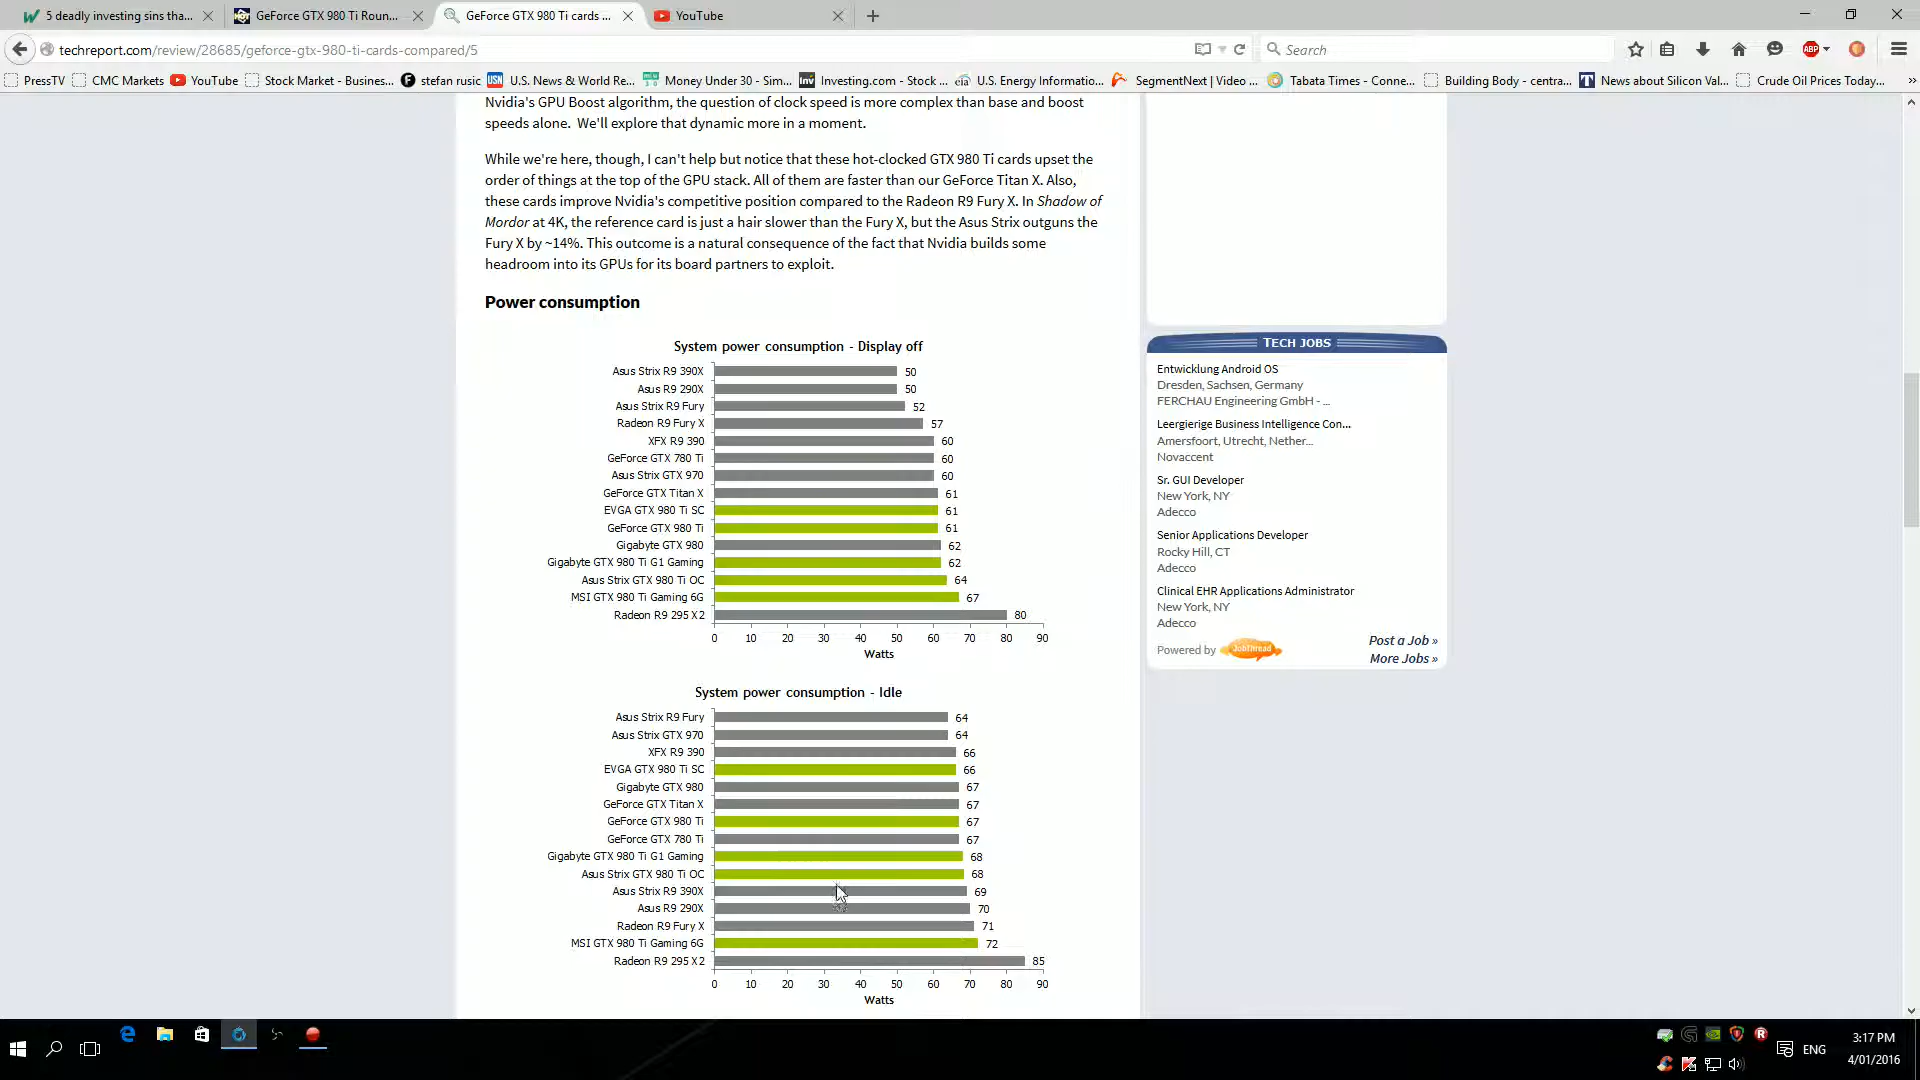 5 deadly investing sins tha...
GeForce GTX 980 Ti Roun...
GeForce GTX 980 Ti cards ...
YouTube
techreport.com/review/28685/geforce-gtx-980-ti-cards-compared/5
Search
ABP
PressTV
CMC Markets
YouTube
Stock Market - Busines...
stefan rusic
U.S. News & World Re...
Money Under 30 - Sim...
Investing.com - Stock ...
U.S. Energy Informatio...
SegmentNext | Video ...
Tabata Times - Conne...
Building Body - centra...
News about Silicon Val...
Crude Oil Prices Today...
Nvidia's GPU Boost algorithm, the question of clock speed is more complex than base and boost
speeds alone. We'll explore that dynamic more in a moment.
While we're here, though, I can't help but notice that these hot-clocked GTX 980 Ti cards upset the
order of things at the top of the GPU stack. All of them are faster than our GeForce Titan X. Also,
these cards improve Nvidia's competitive position compared to the Radeon R9 Fury X. In Shadow of
Mordor at 4K, the reference card is just a hair slower than the Fury X, but the Asus Strix outguns the
Fury X by ~14%. This outcome is a natural consequence of the fact that Nvidia builds some
headroom into its GPUs for its board partners to exploit.
Power consumption
System power consumption - Display off
Asus Strix R9 390X 50
Asus R9 290X 50
Asus Strix R9 Fury 52
Radeon R9 Fury X 57
XFX R9 390 60
GeForce GTX 780 Ti 60
Asus Strix GTX 970 60
GeForce GTX Titan X 61
EVGA GTX 980 Ti SC 61
GeForce GTX 980 Ti 61
Gigabyte GTX 980 62
Gigabyte GTX 980 Ti G1 Gaming 62
Asus Strix GTX 980 Ti OC 64
MSI GTX 980 Ti Gaming 6G 67
Radeon R9 295 X2 80
0 10 20 30 40 50 60 70 80 90
Watts
System power consumption - Idle
Asus Strix R9 Fury 64
Asus Strix GTX 970 64
XFX R9 390 66
EVGA GTX 980 Ti SC 66
Gigabyte GTX 980 67
GeForce GTX Titan X 67
GeForce GTX 980 Ti 67
GeForce GTX 780 Ti 67
Gigabyte GTX 980 Ti G1 Gaming 68
Asus Strix GTX 980 Ti OC 68
Asus Strix R9 390X 69
Asus R9 290X 70
Radeon R9 Fury X 71
MSI GTX 980 Ti Gaming 6G 72
Radeon R9 295 X2 85
0 10 20 30 40 50 60 70 80 90
Watts
TECH JOBS
Entwicklung Android OS
Dresden, Sachsen, Germany
FERCHAU Engineering GmbH - ...
Leergierige Business Intelligence Con...
Amersfoort, Utrecht, Nether...
Novaccent
Sr. GUI Developer
New York, NY
Adecco
Senior Applications Developer
Rocky Hill, CT
Adecco
Clinical EHR Applications Administrator
New York, NY
Adecco
Powered by JobThread
Post a Job »
More Jobs »
ENG
3:17 PM
4/01/2016